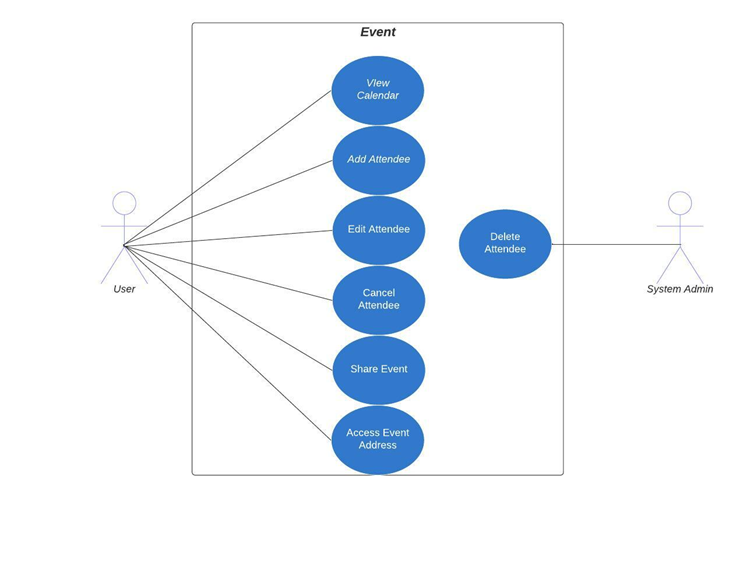 Event
VIew
Calendar
Add Attendee
Edit Attendee
Delete
Attendee
Cancel
Attendee
User
System Admin
Share Event
Access Event
Address